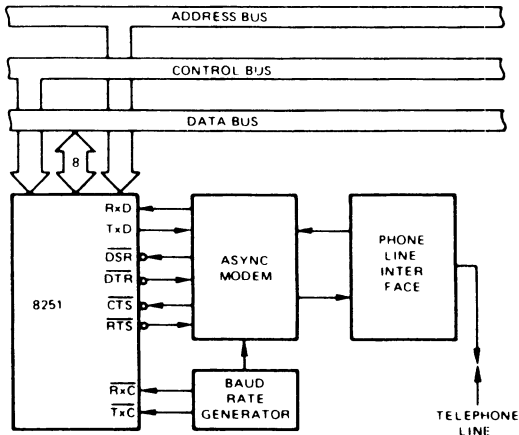 ADDRESS BUS
CONTROL BUS
DATA BUS
8
8251
RxD
TxD
DSR
DTR
CTS
RTS
RxC
TxC
ASYNC
MODEM
PHONE
LINE
INTER
FACE
BAUD
RATE
GENERATOR
TELEPHONE
LINE